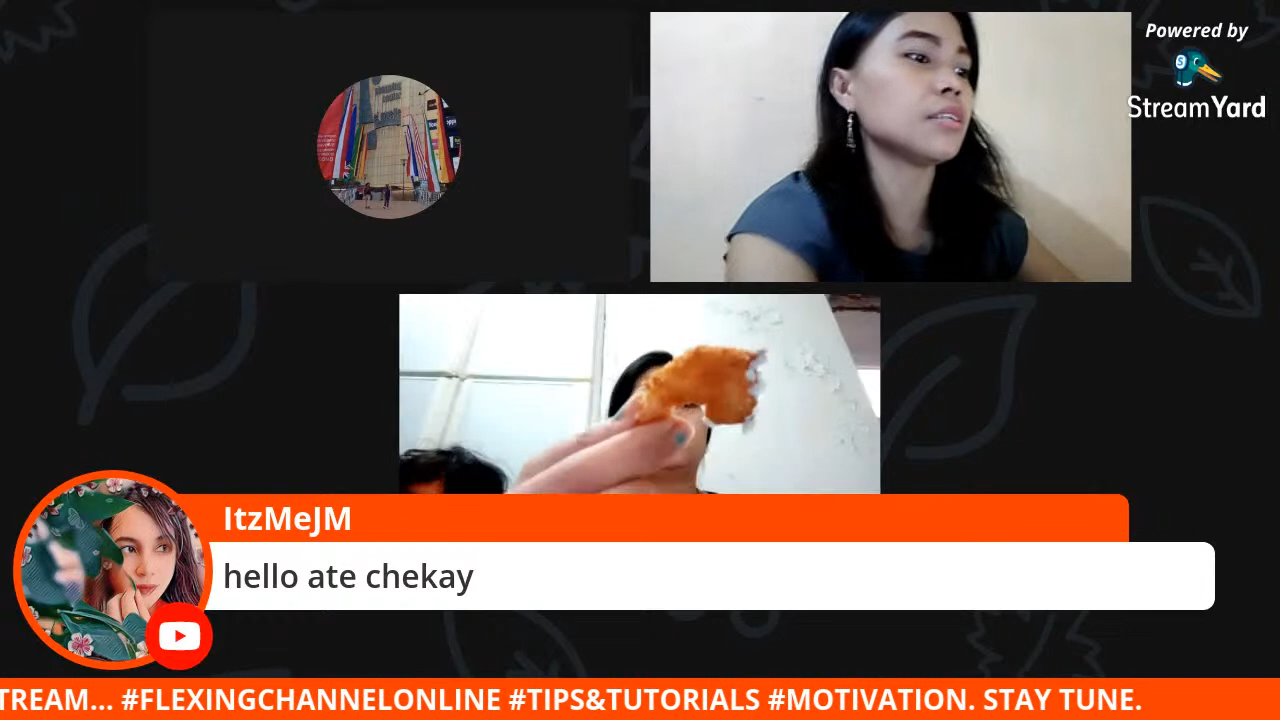 Powered by
StreamYard
ItzMeJM
hello ate chekay
TREAM... #FLEXINGCHANNELONLINE #TIPS&TUTORIALS #MOTIVATION. STAY TUNE.